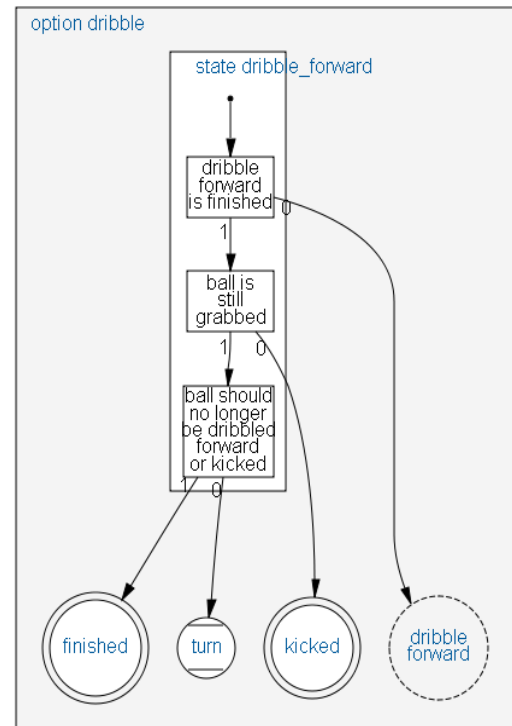 option dribble
state dribble_forward
dribble
forward
is finished
0
1
ball is
still
grabbed
1
0
ball should
no longer
be dribbled
forward
or kicked
1
0
finished
turn
kicked
dribble
forward